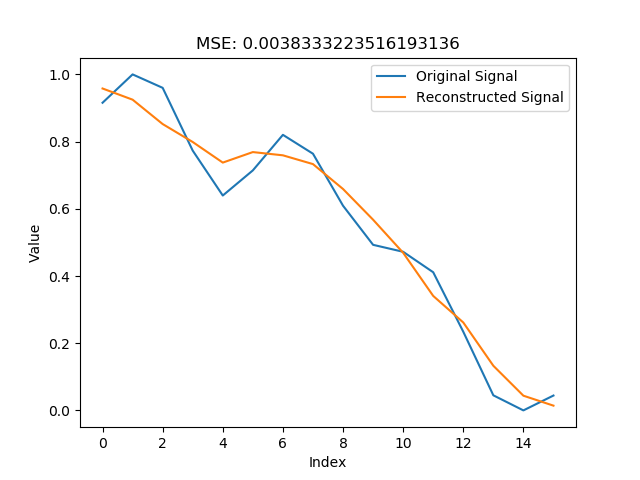 MSE: 0.0038333223516193136
Original Signal
Reconstructed Signal
1.0
0.8
0.6
0.4
0.2
0.0
Value
0 2 4 6 8 10 12 14
Index